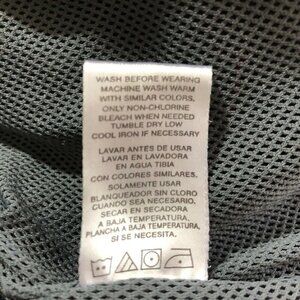 WASH BEFORE WEARING
MACHINE WASH WARM
WITH SIMILAR COLORS,
ONLY NON-CHLORINE
BLEACH WHEN NEEDED
TUMBLE DRY LOW
COOL IRON IF NECESSARY
LAVAR ANTES DE USAR
LAVAR EN LAVADORA
EN AGUA TIBIA
CON COLORES SIMILARES,
SOLAMENTE USAR
BLANQUEADOR SIN CLORO
CUANDO SEA NECESARIO.
SECAR EN SECADORA
A BAJA TEMPERATURA,
PLANCHA A BAJA TEMPERATURA,
SI SE NECESITA.